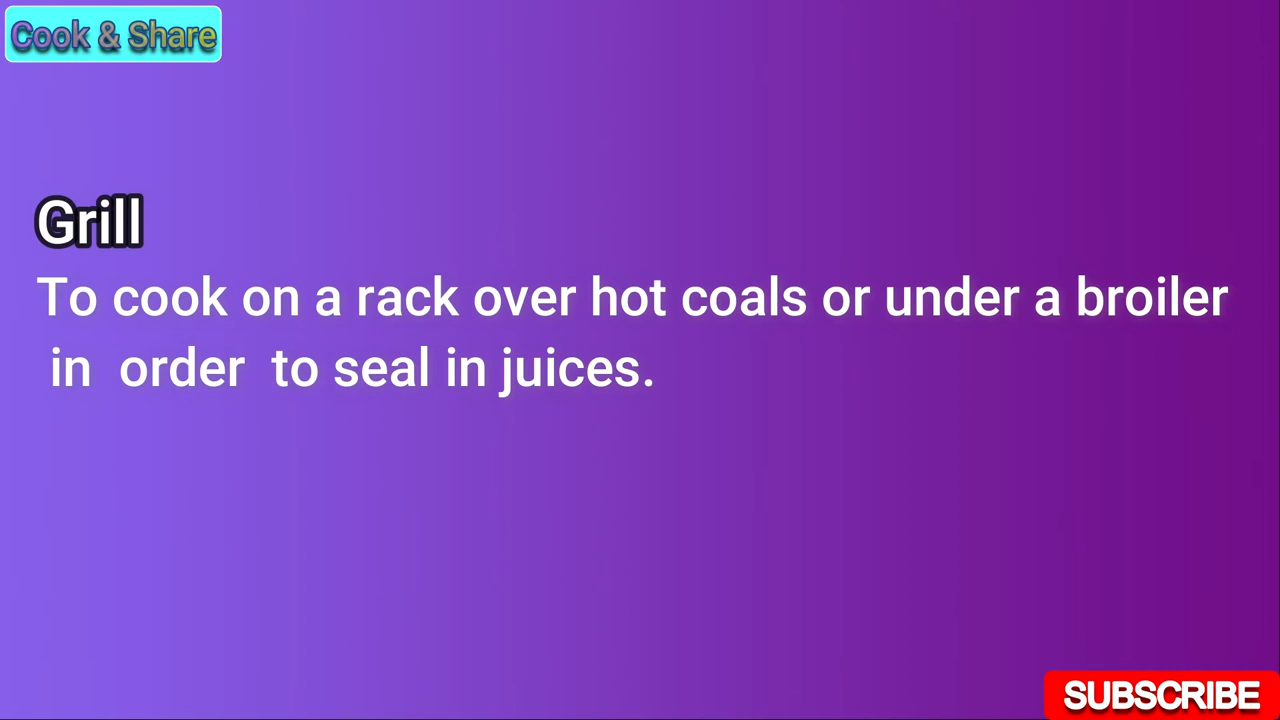 Cook & Share
Grill
To cook on a rack over hot coals or under a broiler
in order to seal in juices.
SUBSCRIBE